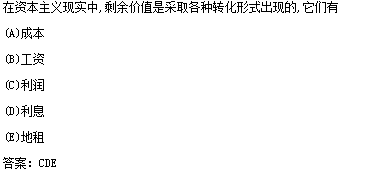 在资本主义现实中,剩余价值是采取各种转化形式出现的,它们有
(A)成本
(B)工资
(C)利润
(D)利息
(E)地租
答案: CDE